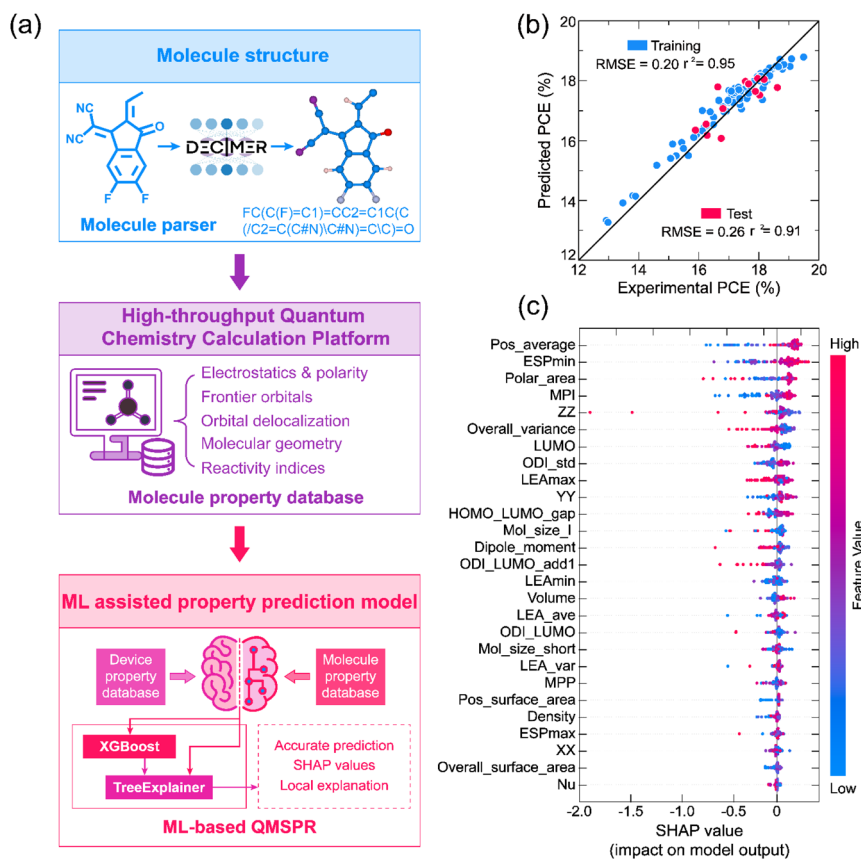 (a)
Molecule structure
NC
NC
O
F
F
DECIMER
Molecule parser
FC(C(F)=C1)=CC2=C1C(C
(/C2=C(C#N)\C#N)=C\C)=O
High-throughput Quantum
Chemistry Calculation Platform
Electrostatics & polarity
Frontier orbitals
Orbital delocalization
Molecular geometry
Reactivity indices
Molecule property database
ML assisted property prediction model
Device
property
database
Molecule
property
database
XGBoost
TreeExplainer
Accurate prediction
SHAP values
Local explanation
ML-based QMSPR
(b)
20
18
16
14
12
Predicted PCE (%)
Training
RMSE = 0.20 r²= 0.95
Test
RMSE = 0.26 r²= 0.91
12 14 16 18 20
Experimental PCE (%)
(c)
Pos_average
ESPmin
Polar_area
MPI
ZZ
Overall_variance
LUMO
ODI_std
LEAmax
YY
HOMO_LUMO_gap
Mol_size_l
Dipole_moment
ODI_LUMO_add1
LEAmin
Volume
LEA_ave
ODI_LUMO
Mol_size_short
LEA_var
MPP
Pos_surface_area
Density
ESPmax
XX
Overall_surface_area
Nu
-2.0 -1.0 -0.5 0
SHAP value
(impact on model output)
High
Feature Value
Low